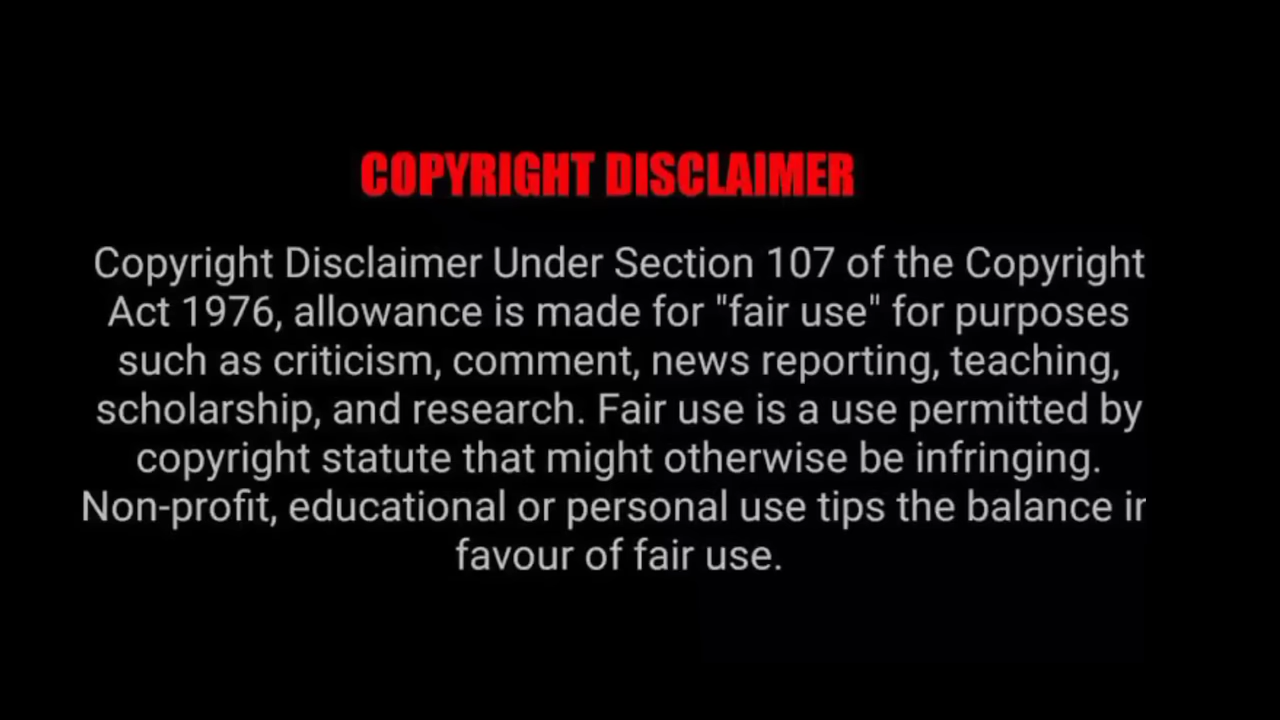 COPYRIGHT DISCLAIMER
Copyright Disclaimer Under Section 107 of the Copyright
Act 1976, allowance is made for "fair use" for purposes
such as criticism, comment, news reporting, teaching,
scholarship, and research. Fair use is a use permitted by
copyright statute that might otherwise be infringing.
Non-profit, educational or personal use tips the balance
favour of fair use.